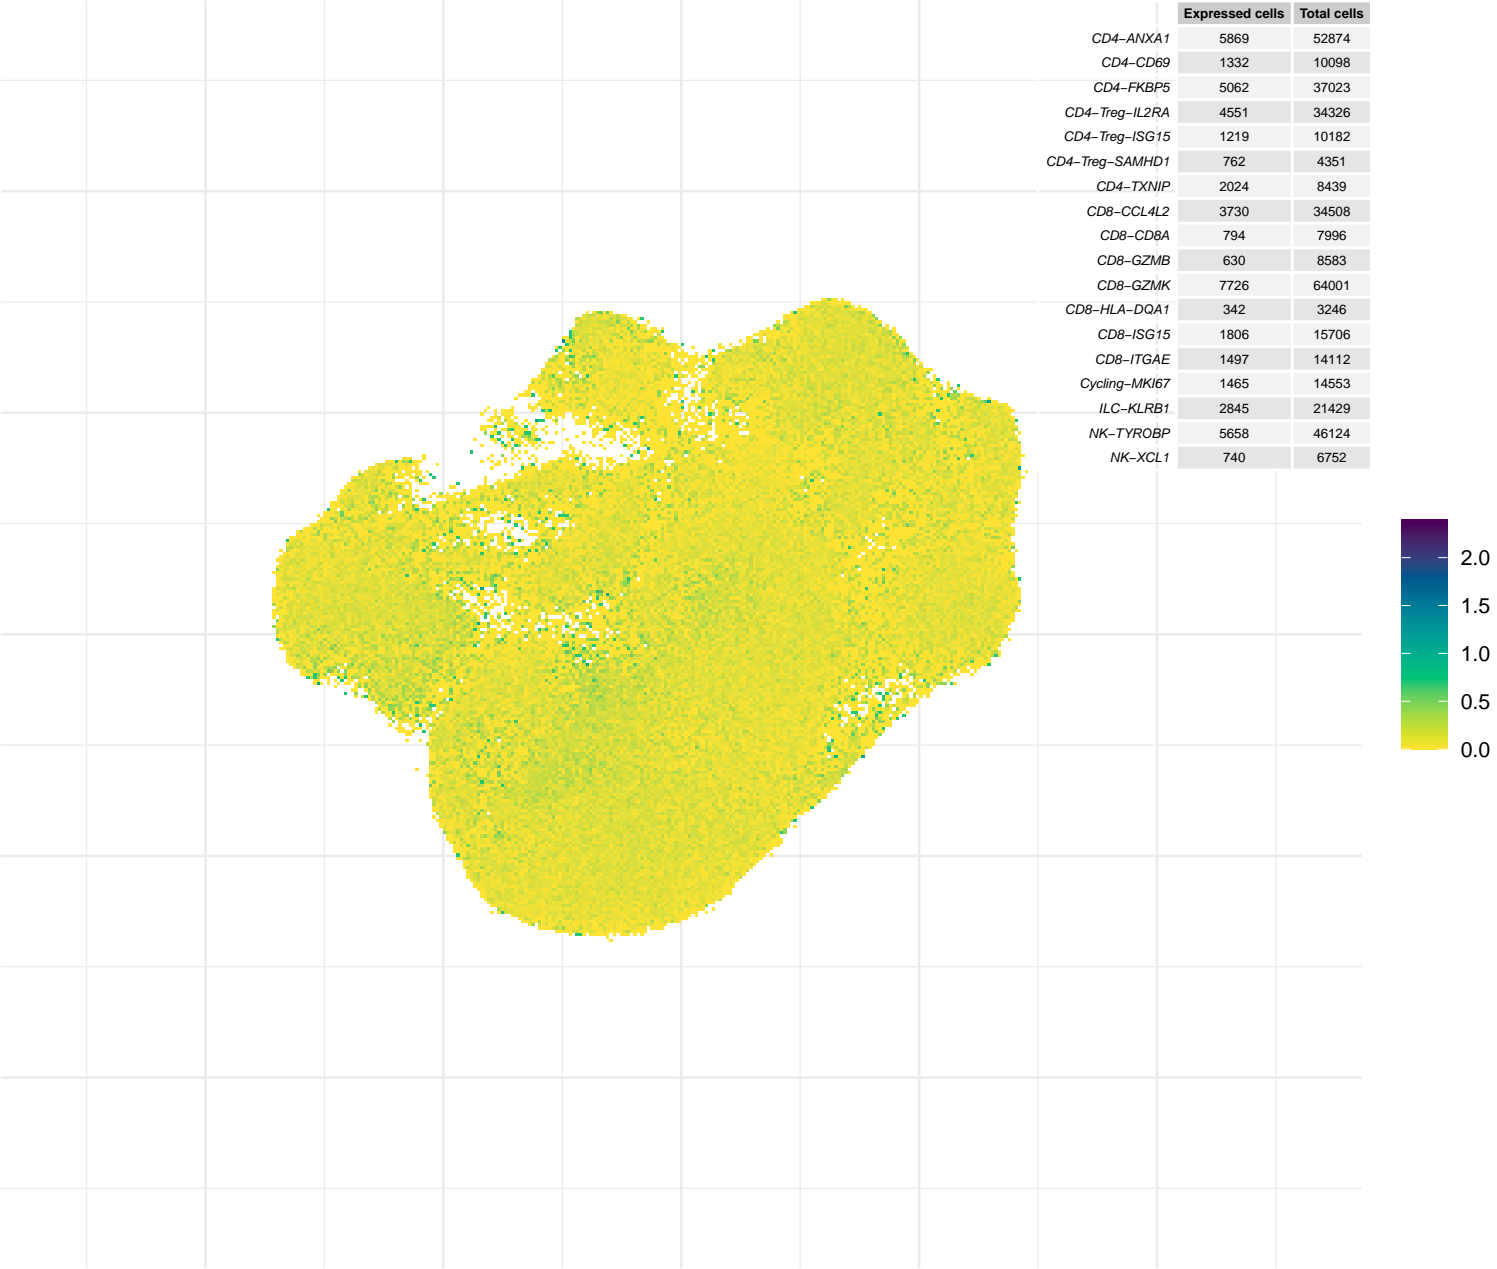 Expressed cells Total cells
CD4−ANXA1 5869 52874
CD4−CD69 1332 10098
CD4−FKBP5 5062 37023
CD4−Treg−IL2RA 4551 34326
CD4−Treg−ISG15 1219 10182
CD4−Treg−SAMHD1 762 4351
CD4−TXNIP 2024 8439
CD8−CCL4L2 3730 34508
CD8−CD8A 794 7996
CD8−GZMB 630 8583
CD8−GZMK 7726 64001
CD8−HLA−DQA1 342 3246
CD8−ISG15 1806 15706
CD8−ITGAE 1497 14112
Cycling−MKI67 1465 14553
ILC−KLRB1 2845 21429
NK−TYROBP 5658 46124
NK−XCL1 740 6752
2.0
1.5
1.0
0.5
0.0